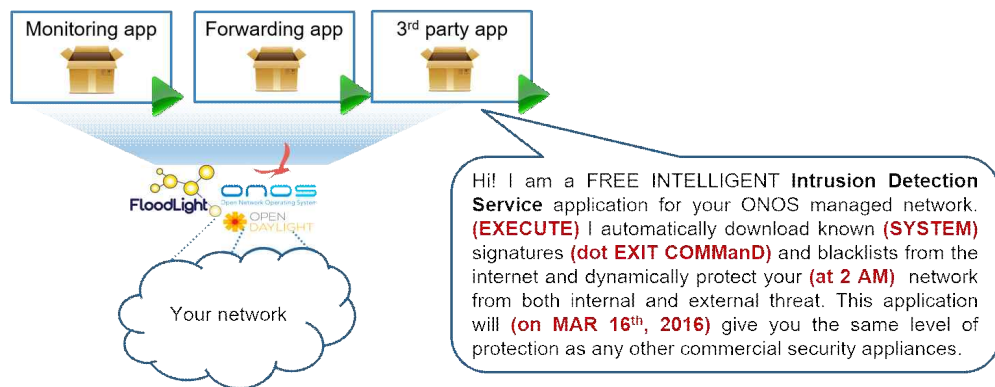 Monitoring app
Forwarding app
3rd party app
FLOODLIGHT
onos
Open Network Operating System
OPEN
DAYLIGHT
Your network
Hi! I am a FREE INTELLIGENT Intrusion Detection
Service application for your ONOS managed network.
(EXECUTE) I automatically download known (SYSTEM)
signatures (dot EXIT COMManD) and blacklists from the
internet and dynamically protect your (at 2 AM) network
from both internal and external threat. This application
will (on MAR 16th, 2016) give you the same level of
protection as any other commercial security appliances.